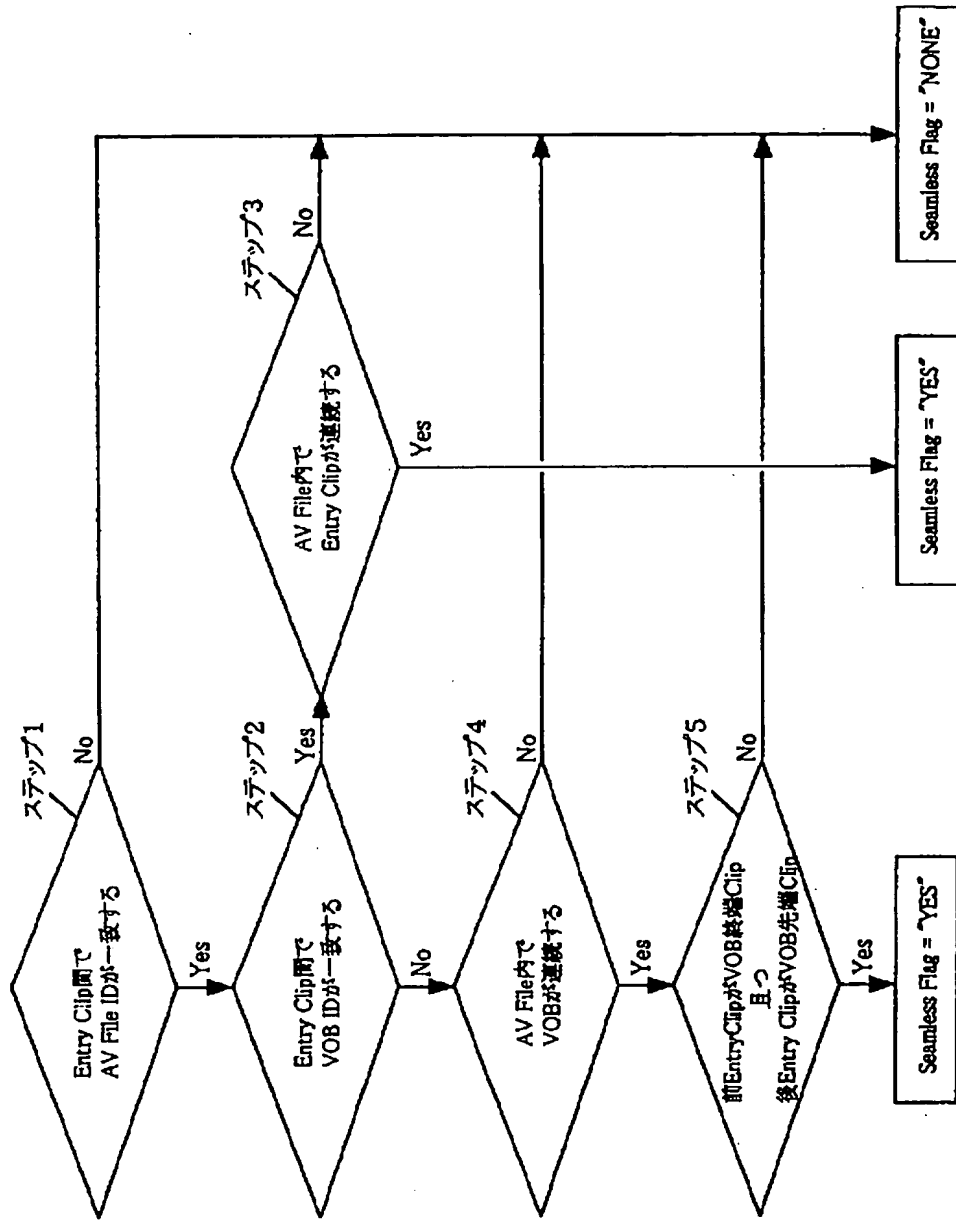 ステップ1
Entry Clip間で
AV File IDが一致する
No
Yes
ステップ2
Entry Clip間で
VOB IDが一致する
Yes
No
ステップ3
AV File内で
Entry Clipが連続する
No
Yes
ステップ4
AV File内で
VOBが連続する
No
Yes
ステップ5
前EntryClipがVOB終端Clip
且つ
後Entry ClipがVOB先端Clip
No
Yes
Seamless Flag = "YES"
Seamless Flag = "YES"
Seamless Flag = "NONE"